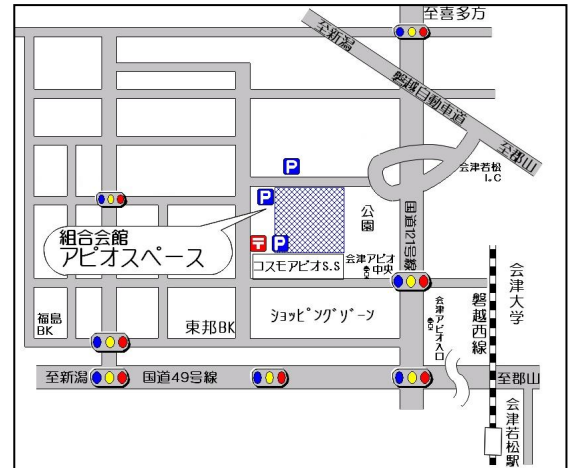 至喜多方
至新潟
磐越自動車道
至郡山
会津若松
I.C
P
P
公園
国道121号線
組合会館
アピオスペース
〒
P
コスモアピオS.S
会津アピオ
中央
会津大学
磐越西線
会津アピオ入口
福島
BK
東邦BK
ショッピングゾーン
至新潟
国道49号線
至郡山
会津若松駅